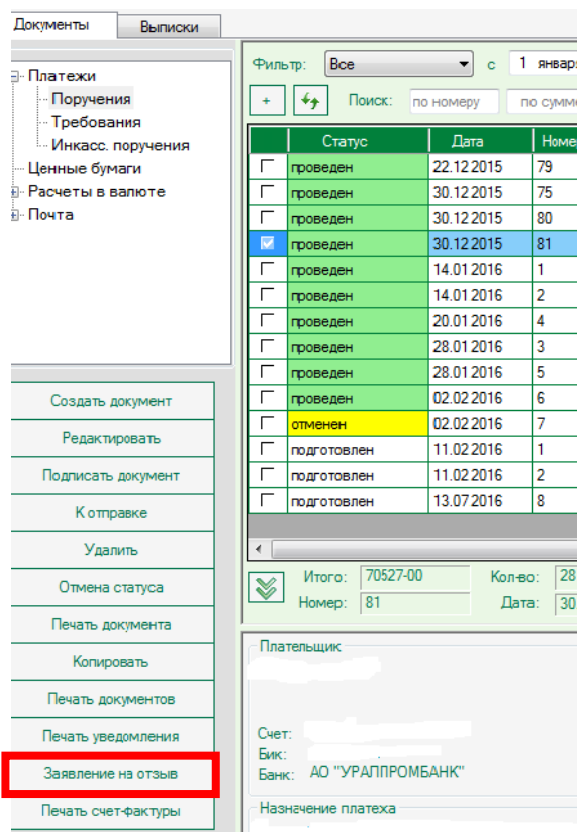 Документы Выписки
Платежи
Поручения
Требования
Инкасс. поручения
Ценные бумаги
Расчеты в валюте
Почта
Создать документ
Редактировать
Подписать документ
К отправке
Удалить
Отмена статуса
Печать документа
Копировать
Печать документов
Печать уведомления
Заявление на отзыв
Печать счет-фактуры
Фильтр: Все с 1 январ
+ Поиск: по номеру по сумм
Статус Дата Номе
проведен 22.12.2015 79
проведен 30.12.2015 75
проведен 30.12.2015 80
проведен 30.12.2015 81
проведен 14.01.2016 1
проведен 14.01.2016 2
проведен 20.01.2016 4
проведен 28.01.2016 3
проведен 28.01.2016 5
проведен 02.02.2016 6
отменен 02.02.2016 7
подготовлен 11.02.2016 1
подготовлен 11.02.2016 2
подготовлен 13.07.2016 8
Итого: 70527-00 Кол-во: 28
Номер: 81 Дата: 30
Плательщик
Счет:
Бик:
Банк: АО "УРАЛПРОМБАНК"
Назначение платежа